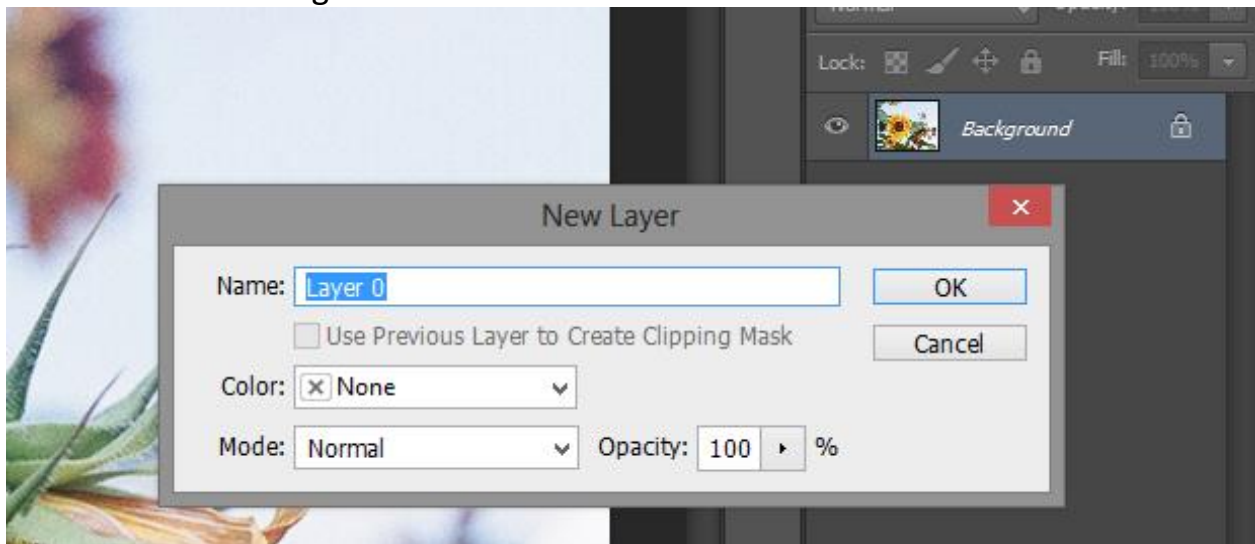 Lock:
Fill: 100%
Background
New Layer
Name: Layer 0
OK
Use Previous Layer to Create Clipping Mask
Cancel
Color: None
Mode: Normal
Opacity: 100 %